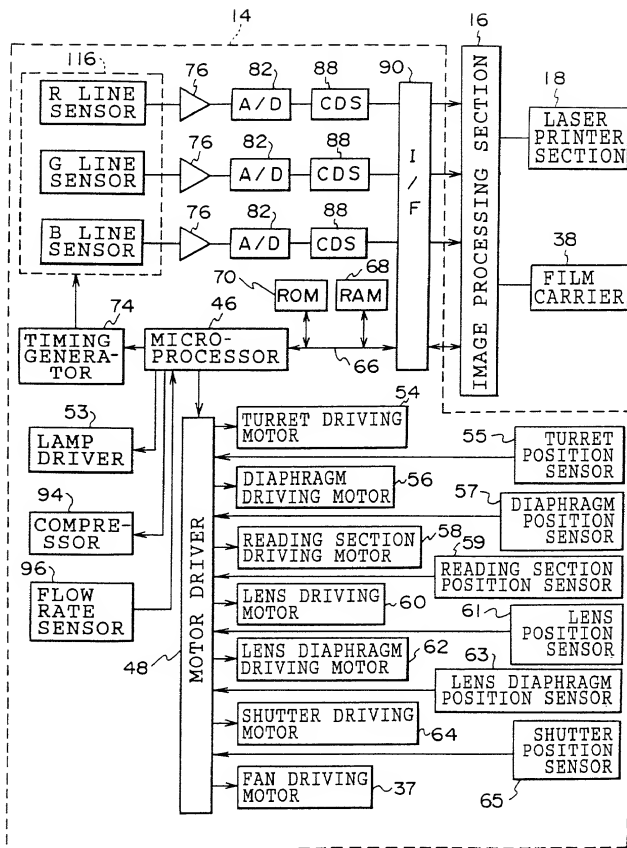 14
116
R LINE
SENSOR
76
82
A/D
88
CDS
90
16
18
G LINE
SENSOR
76
82
A/D
88
CDS
I/F
IMAGE PROCESSING SECTION
LASER
PRINTER
SECTION
B LINE
SENSOR
76
82
A/D
88
CDS
38
FILM
CARRIER
70
ROM
68
RAM
74
TIMING
GENERA-
TOR
46
MICRO-
PROCESSOR
66
53
LAMP DRIVER
94
COMPRE-
SSOR
96
FLOW
RATE
SENSOR
48
MOTOR DRIVER
54
TURRET DRIVING
MOTOR
55
TURRET
POSITION
SENSOR
DIAPHRAGM
DRIVING MOTOR
56
57
DIAPHRAGM
POSITION
SENSOR
READING SECTION
DRIVING MOTOR
58
59
READING SECTION
POSITION SENSOR
LENS DRIVING
MOTOR
60
61
LENS
POSITION
SENSOR
LENS DIAPHRAGM
DRIVING MOTOR
62
63
LENS DIAPHRAGM
POSITION SENSOR
SHUTTER DRIVING
MOTOR
64
SHUTTER
POSITION
SENSOR
65
FAN DRIVING
MOTOR
37